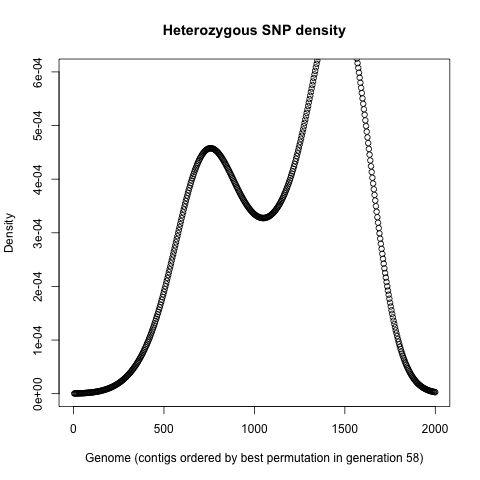 Heterozygous SNP density
6e-04
5e-04
4e-04
3e-04
2e-04
1e-04
0e+00
Density
0 500 1000 1500 2000
Genome (contigs ordered by best permutation in generation 58)